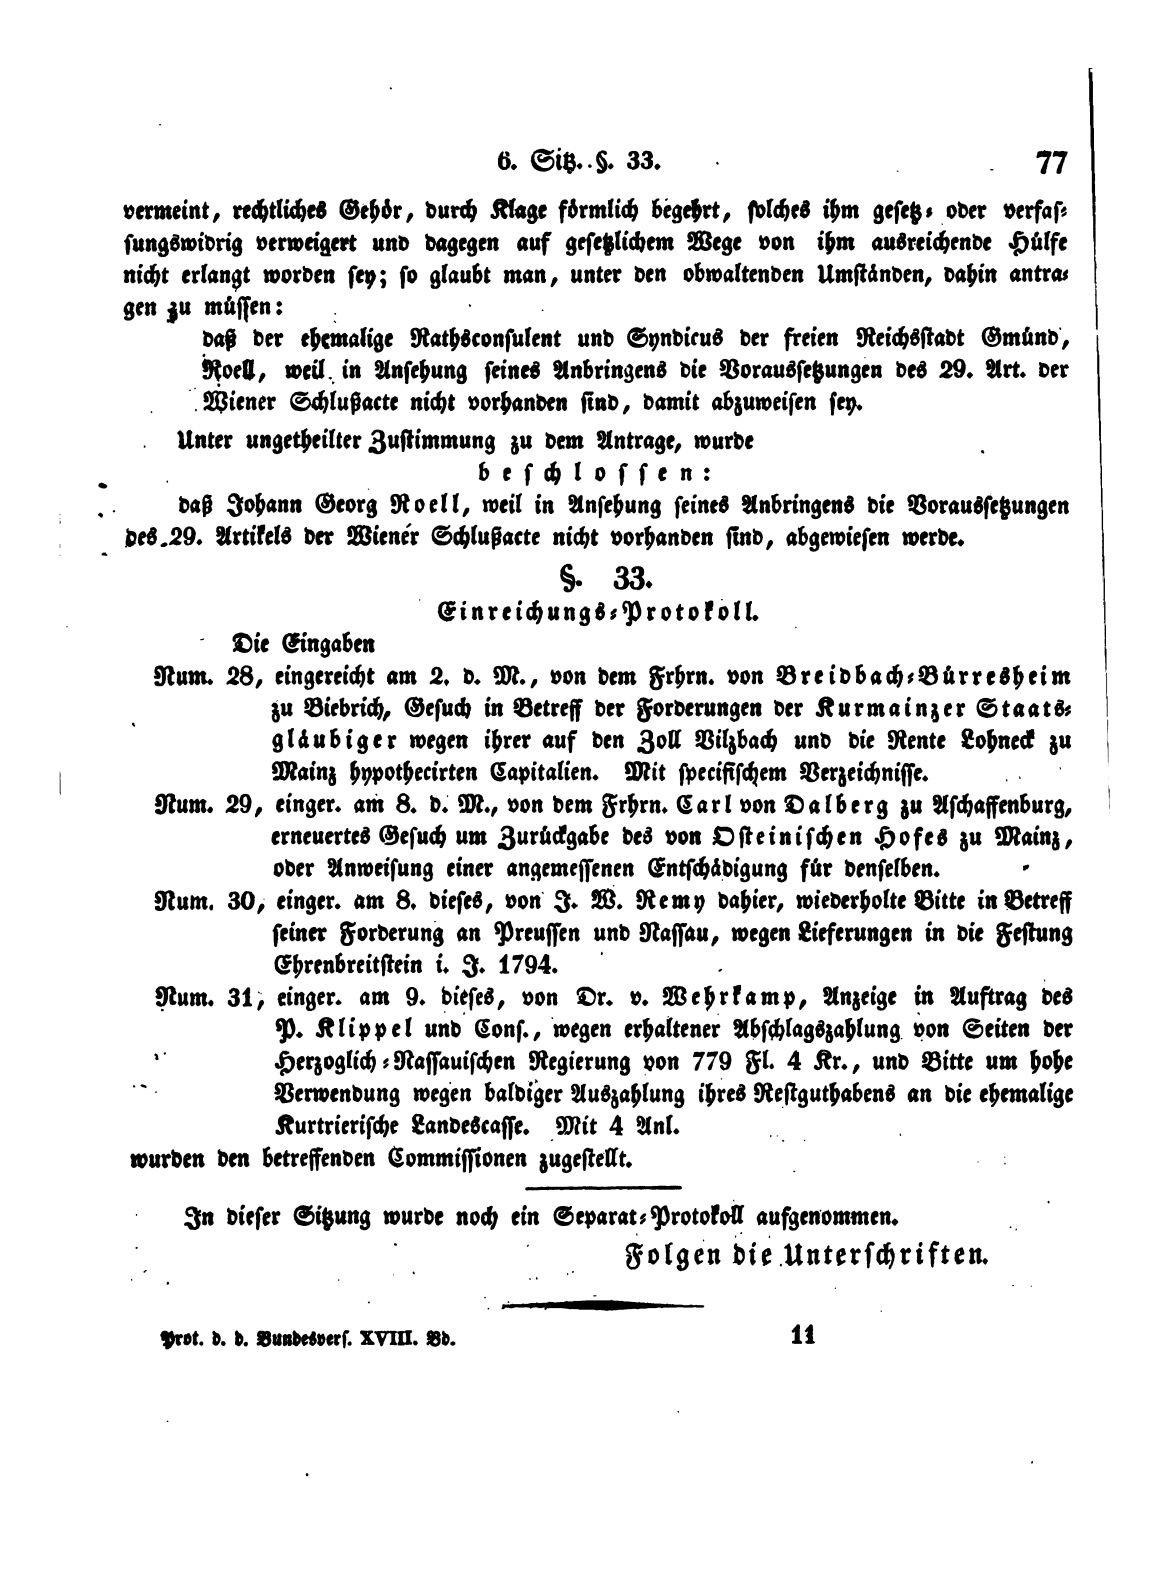 6. Sitz. §. 33. 77
vermeint, rechtliches Gehör, durch Klage förmlich begehrt, solches ihm gesetz- oder verfas-
sungswidrig verweigert und dagegen auf gesetzlichem Wege von ihm ausreichende Hülfe
nicht erlangt worden sey; so glaubt man, unter den obwaltenden Umständen, dahin antra-
gen zu müssen:
daß der ehemalige Rathsconsulent und Syndicus der freien Reichsstadt Gmünd,
Roell, weil in Ansehung seines Anbringens die Voraussetzungen des 29. Art. der
Wiener Schlußacte nicht vorhanden sind, damit abzuweisen sey.
Unter ungetheilter Zustimmung zu dem Antrage, wurde
beschlossen:
daß Johann Georg Roell, weil in Ansehung seines Anbringens die Voraussetzungen
des 29. Artikels der Wiener Schlußacte nicht vorhanden sind, abgewiesen werde.
§. 33.
Einreichungs-Protokoll.
Die Eingaben
Num. 28, eingereicht am 2. d. M., von dem Frhrn. von Breidbach-Bürresheim
zu Biebrich, Gesuch in Betreff der Forderungen der Kurmainzer Staats-
gläubiger wegen ihrer auf den Zoll Vilzbach und die Rente Lohneck zu
Mainz hypothecirten Capitalien. Mit specifischem Verzeichnisse.
Num. 29, einger. am 8. d. M., von dem Frhrn. Carl von Dalberg zu Aschaffenburg,
erneuertes Gesuch um Zurückgabe des von Osteinischen Hofes zu Mainz,
oder Anweisung einer angemessenen Entschädigung für denselben.
Num. 30, einger. am 8. dieses, von J. W. Remy dahier, wiederholte Bitte in Betreff
seiner Forderung an Preussen und Nassau, wegen Lieferungen in die Festung
Ehrenbreitstein i. J. 1794.
Num. 31, einger. am 9. dieses, von Dr. v. Wehrkamp, Anzeige in Auftrag des
P. Klippel und Cons., wegen erhaltener Abschlagszahlung von Seiten der
Herzoglich-Nassauischen Regierung von 779 Fl. 4 Kr., und Bitte um hohe
Verwendung wegen baldiger Auszahlung ihres Restguthabens an die ehemalige
Kurtrierische Landescasse. Mit 4 Anl.
wurden den betreffenden Commissionen zugestellt.
In dieser Sitzung wurde noch ein Separat-Protokoll aufgenommen.
Folgen die Unterschriften.
Prot. d. d. Bundesvers. XVIII. Bd. 11